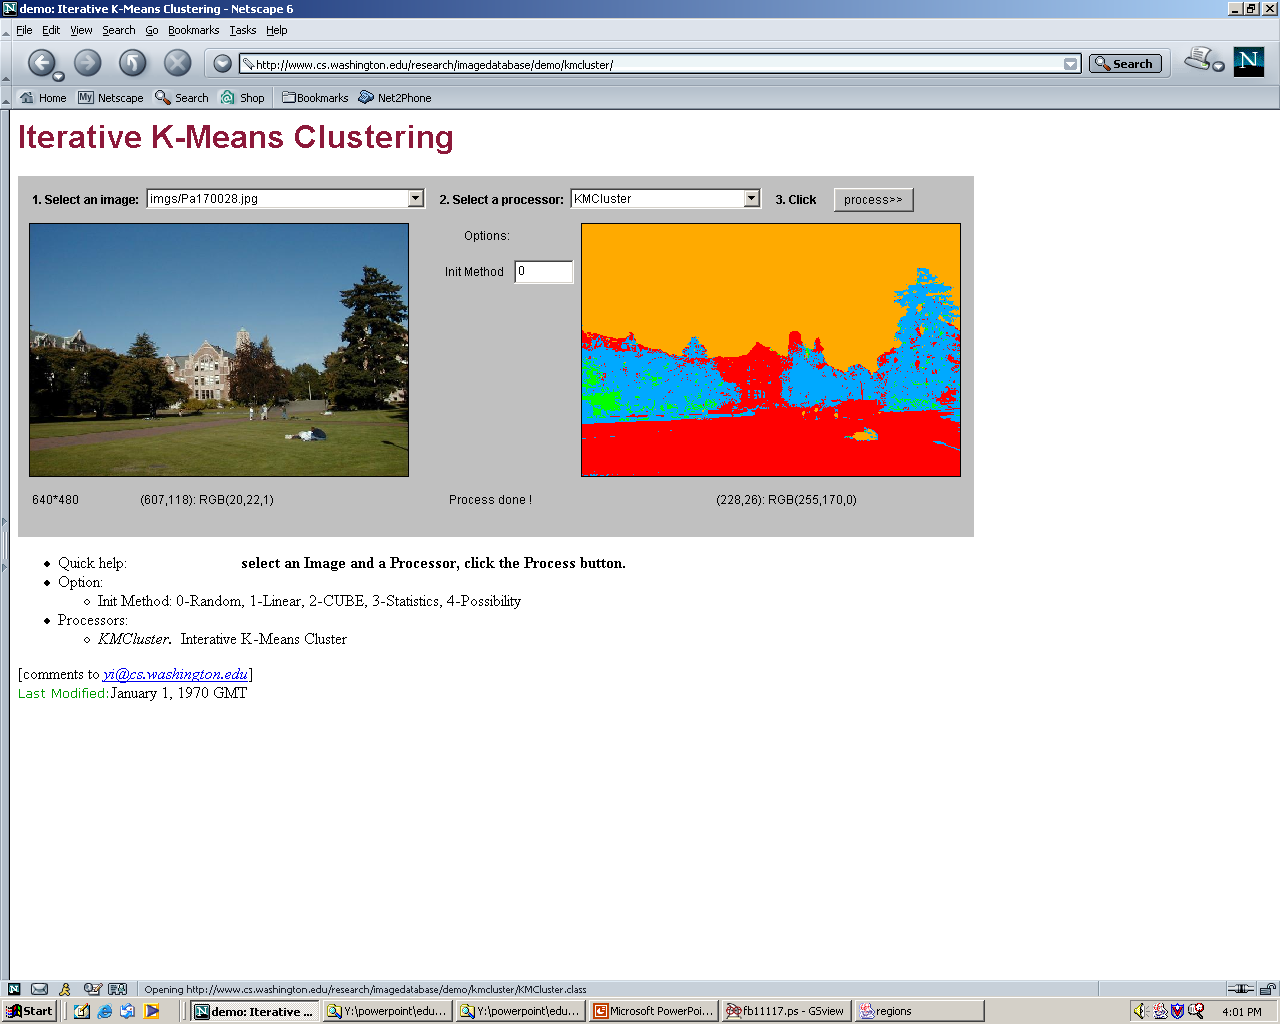 demo: Iterative K-Means Clustering - Netscape 6
File Edit View Search Go Bookmarks Tasks Help
http://www.cs.washington.edu/research/imagedatabase/demo/kmcluster/ Search N
Home My Netscape Search Shop Bookmarks Net2Phone
Iterative K-Means Clustering
1. Select an image: imgs/Pa170028.jpg 2. Select a processor: KMCluster 3. Click process>>
Options:
Init Method 0
640*480 (607,118): RGB(20,22,1) Process done ! (228,26): RGB(255,170,0)
Quick help: select an Image and a Processor, click the Process button.
Option:
Init Method: 0-Random, 1-Linear, 2-CUBE, 3-Statistics, 4-Possibility
Processors:
KMCluster. Interative K-Means Cluster
[comments to yi@cs.washington.edu]
Last Modified:January 1, 1970 GMT
Opening http://www.cs.washington.edu/research/imagedatabase/demo/kmcluster/KMCluster.class
Start demo: Iterative ... Y:\powerpoint\edu... Y:\powerpoint\edu... Microsoft PowerPoi... fb11117.ps - GSview regions 4:01 PM